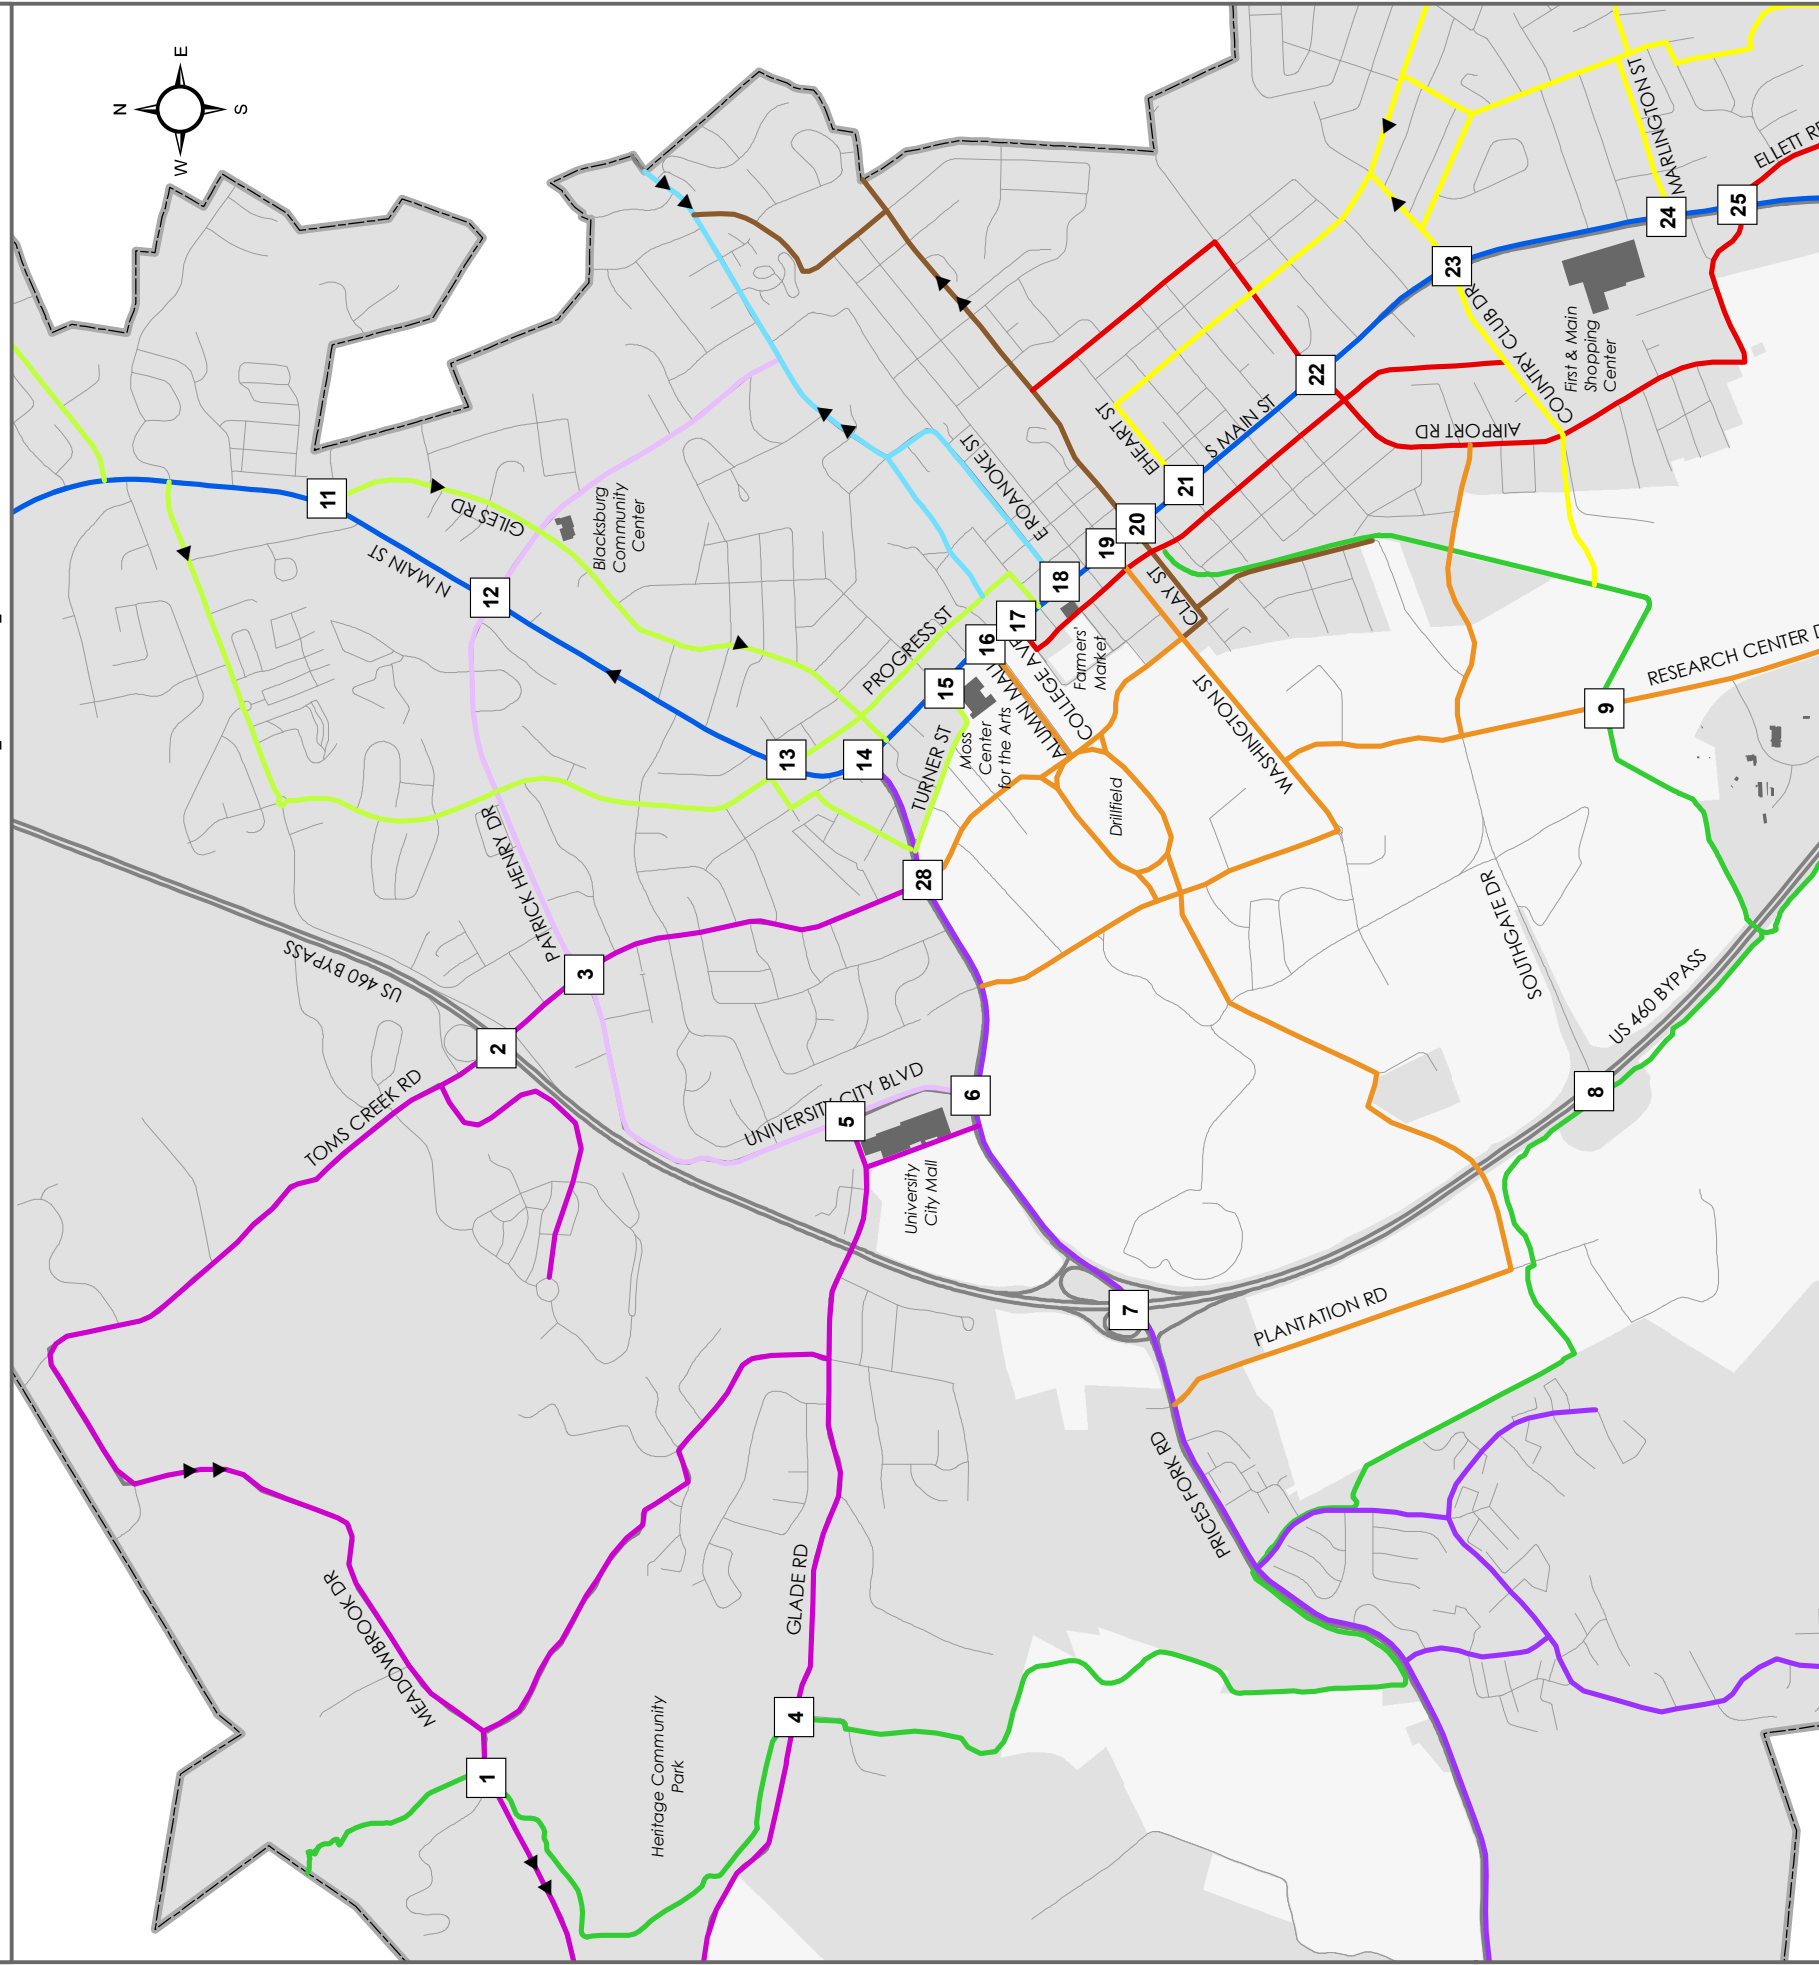 N
E
S
W
11
GILES RD
N MAIN ST
Blacksburg
Community
Center
12
PATRICK HENRY DR
US 460 BYPASS
3
2
TOMS CREEK RD
UNIVERSITY CITY BLVD
5
6
University
City Mall
13
14
PROGRESS ST
TURNER ST
15
16
17
18
19
20
21
22
23
24
25
Moss
Center
for the Arts
ALUMNI MALL
COLLEGE AVE
Farmers'
Market
E ROANOKE ST
CLAY ST
EHEART ST
S MAIN ST
COUNTRY CLUB DR
First & Main
Shopping
Center
MARLINGTON ST
ELLETT
AIRPORT RD
WASHINGTON ST
Drillfield
28
RESEARCH CENTER
9
SOUTHGATE DR
US 460 BYPASS
8
7
PLANTATION RD
PRICES FORK RD
GLADE RD
MEADOWBROOK DR
1
Heritage Community
Park
4